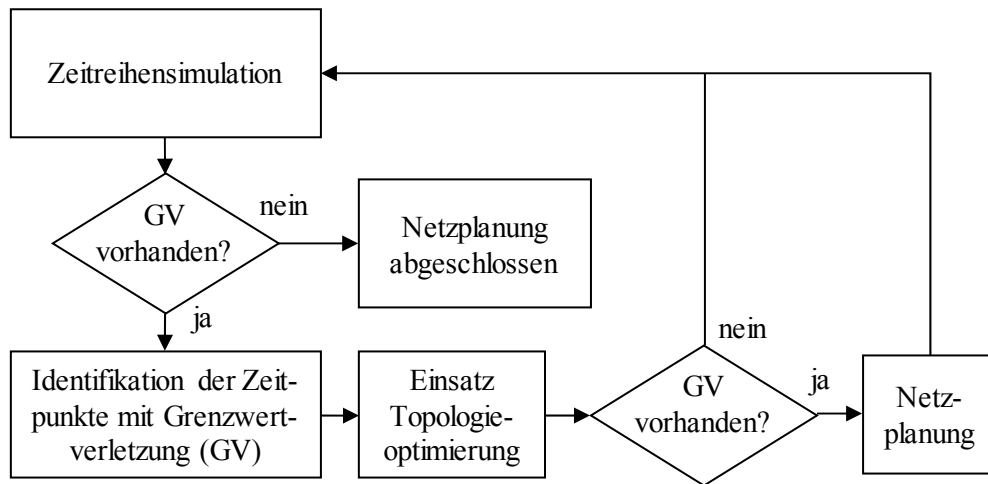 Zeitreihensimulation
GV
vorhanden?
nein
Netzplanung
abgeschlossen
ja
Identifikation der Zeit-
punkte mit Grenzwert-
verletzung (GV)
Einsatz
Topologie-
optimierung
GV
vorhanden?
nein
ja
Netz-
planung